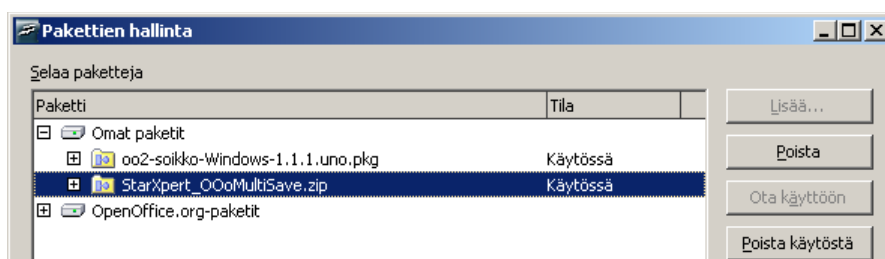 Pakettien hallinta
Selaa paketteja
Paketti Tila
Lisää...
Omat paketit
oo2-soikko-Windows-1.1.1.uno.pkg Käytössä
Poista
StarXpert_OOoMultiSave.zip Käytössä
Ota käyttöön
OpenOffice.org-paketit
Poista käytöstä